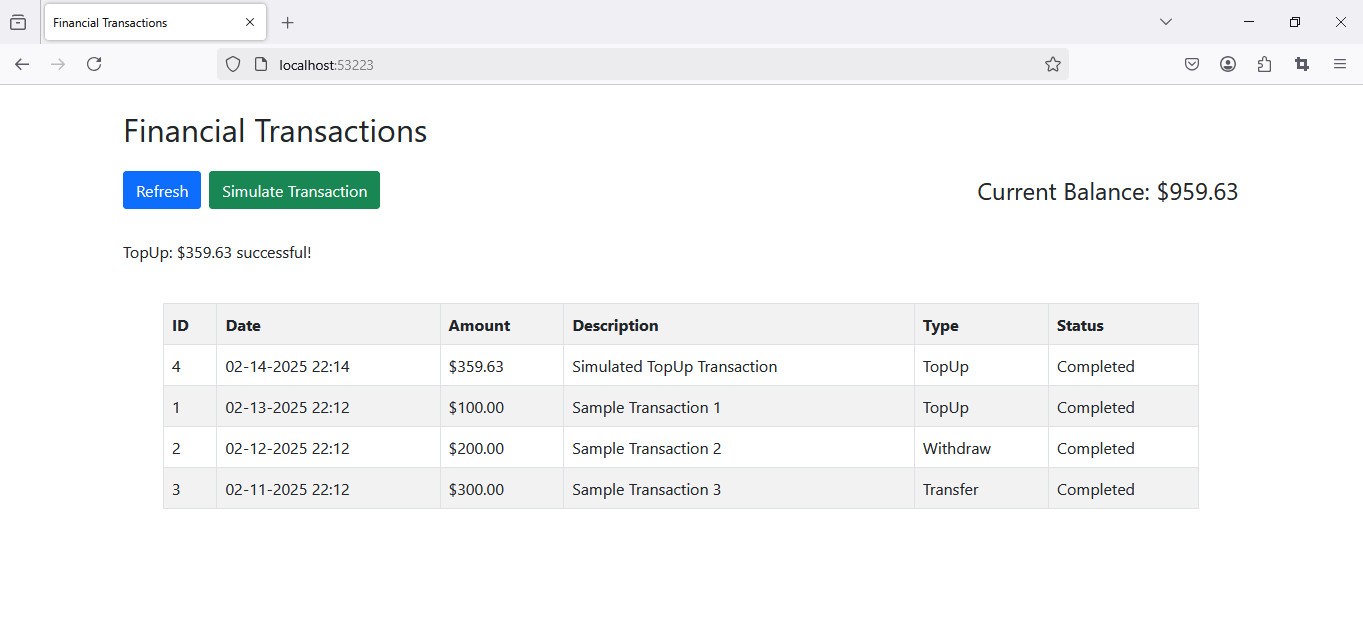 Financial Transactions
localhost:53223
Financial Transactions
Refresh Simulate Transaction Current Balance: $959.63
TopUp: $359.63 successful!
ID Date Amount Description Type Status
4 02-14-2025 22:14 $359.63 Simulated TopUp Transaction TopUp Completed
1 02-13-2025 22:12 $100.00 Sample Transaction 1 TopUp Completed
2 02-12-2025 22:12 $200.00 Sample Transaction 2 Withdraw Completed
3 02-11-2025 22:12 $300.00 Sample Transaction 3 Transfer Completed